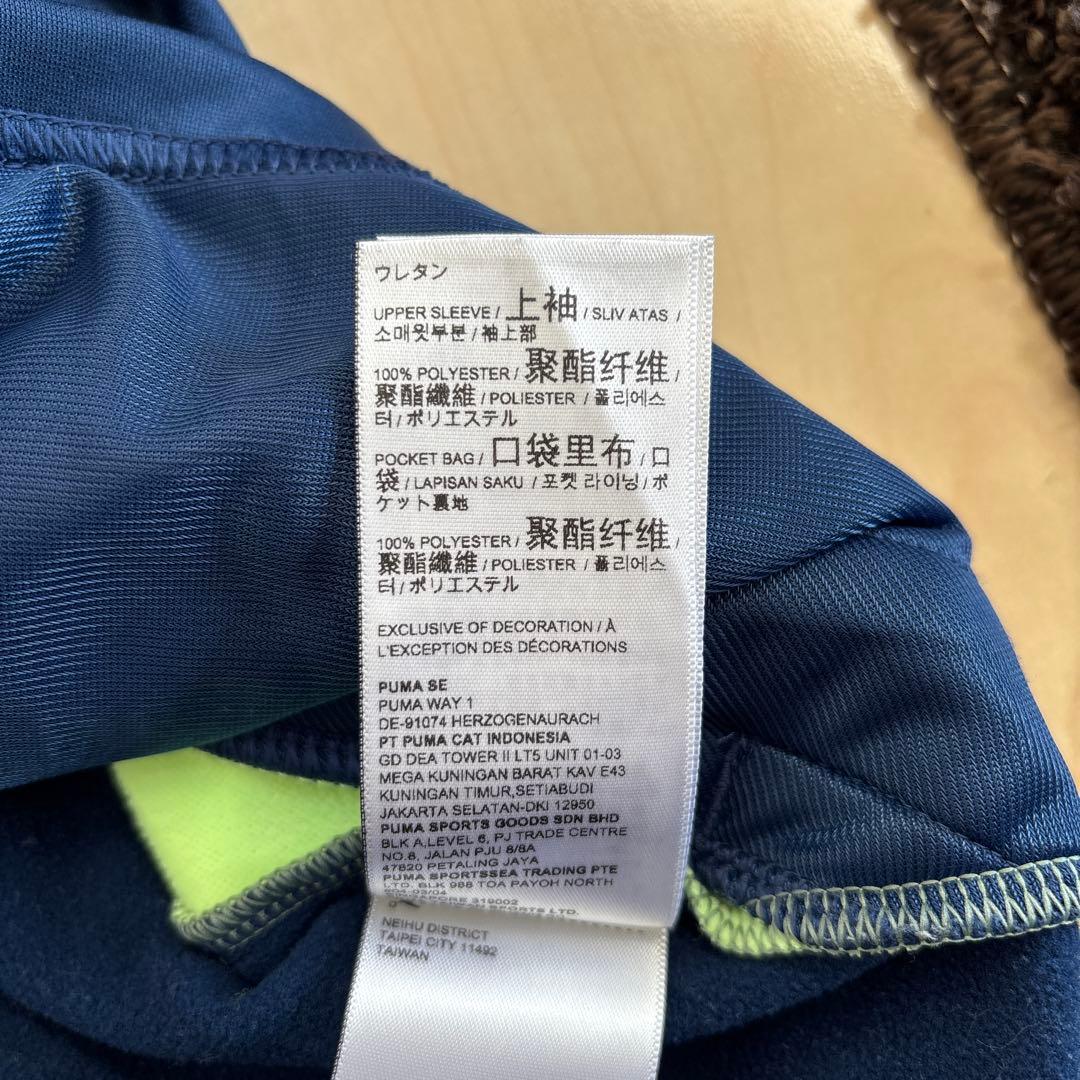 ウレタン
UPPER SLEEVE / 上袖 / SLIV ATAS /
소매윗부분 / 袖上部
100% POLYESTER / 聚酯纤维 /
聚酯纖維 / POLIESTER / 폴리에스
터 / ポリエステル
POCKET BAG / 口袋里布 / 口
袋 / LAPISAN SAKU / 포켓 라이닝 / ポ
ケット裏地
100% POLYESTER / 聚酯纤维 /
聚酯纖維 / POLIESTER / 폴리에스
터 / ポリエステル
EXCLUSIVE OF DECORATION / À
L'EXCEPTION DES DÉCORATIONS
PUMA SE
PUMA WAY 1
DE-91074 HERZOGENAURACH
PT PUMA CAT INDONESIA
GD DEA TOWER II LT5 UNIT 01-03
MEGA KUNINGAN BARAT KAV E43
KUNINGAN TIMUR,SETIABUDI
JAKARTA SELATAN-DKI 12950
PUMA SPORTS GOODS SDN BHD
BLK A,LEVEL 6, PJ TRADE CENTRE
NO.8, JALAN PJU 8/8A
47820 PETALING JAYA
PUMA SPORTSSEA TRADING PTE
LTD. BLK 998 TOA PAYOH NORTH
319002
SPORTS LTD.
NEIHU DISTRICT
TAIPEI CITY 11492
TAIWAN